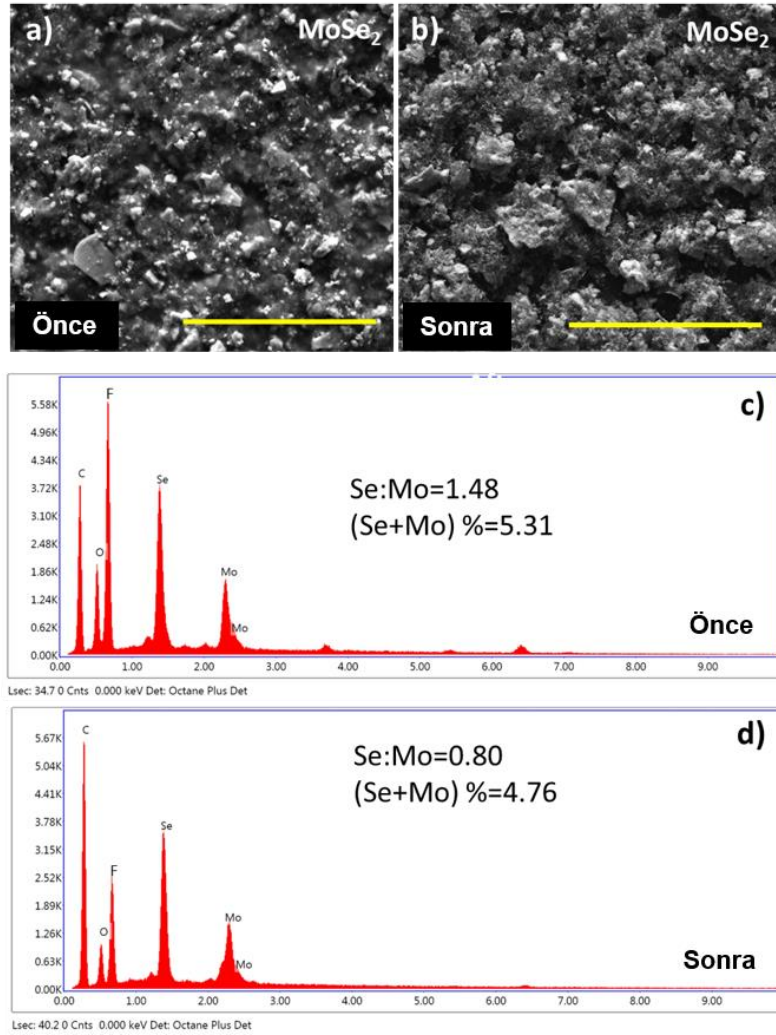 a)
MoSe₂
Önce
b)
MoSe₂
Sonra
c)
5.58K
4.96K
4.34K
3.72K
3.10K
2.48K
1.86K
1.24K
0.62K
0.00K
C
O
F
Se
Mo
Mo
Se:Mo=1.48
(Se+Mo) %=5.31
Önce
0.00 1.00 2.00 3.00 4.00 5.00 6.00 7.00 8.00 9.00
Lsec: 34.7 0 Cnts 0.000 keV Det: Octane Plus Det
d)
5.67K
5.04K
4.41K
3.78K
3.15K
2.52K
1.89K
1.26K
0.63K
0.00K
C
O
F
Se
Mo
Mo
Se:Mo=0.80
(Se+Mo) %=4.76
Sonra
0.00 1.00 2.00 3.00 4.00 5.00 6.00 7.00 8.00 9.00
Lsec: 40.2 0 Cnts 0.000 keV Det: Octane Plus Det